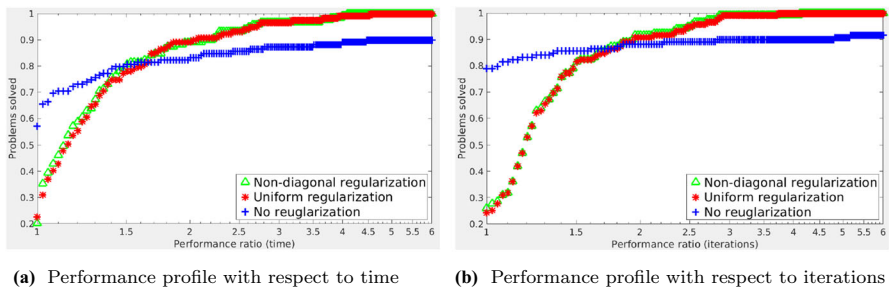 Problems solved
1
0.9
0.8
0.7
0.6
0.5
0.4
0.3
0.2
Non-diagonal regularization
Uniform regularization
No reuglarization
1 1.5 2 2.5 3 3.5 4 4.5 5 5.5 6
Performance ratio (time)
(a) Performance profile with respect to time
Problems solved
1
0.9
0.8
0.7
0.6
0.5
0.4
0.3
0.2
Non-diagonal regularization
Uniform regularization
No reuglarization
1 1.5 2 2.5 3 3.5 4 4.5 5 5.5 6
Performance ratio (iterations)
(b) Performance profile with respect to iterations